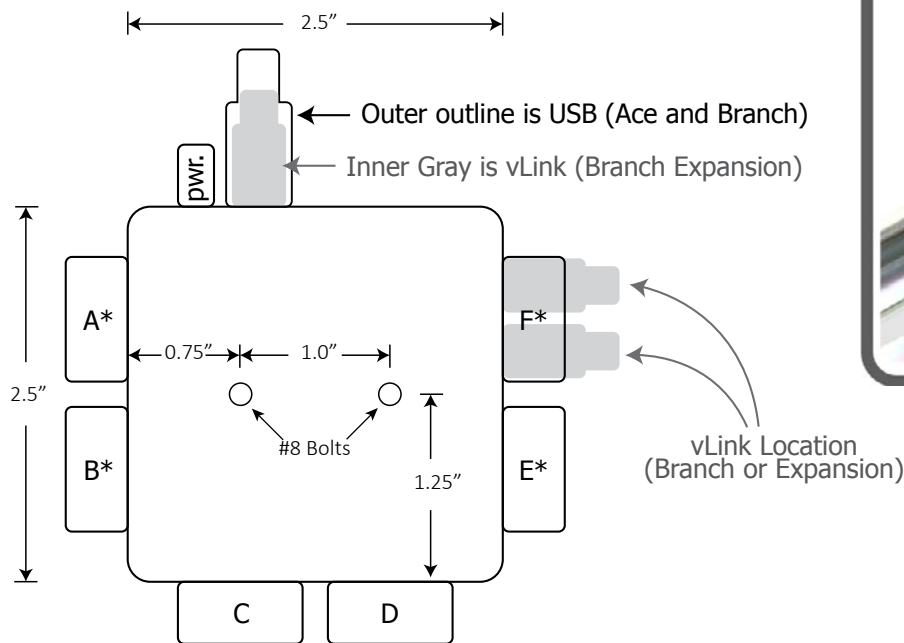 2.5”
Outer outline is USB (Ace and Branch)
Inner Gray is vLink (Branch Expansion)
pwr.
A*
F*
0.75”
1.0”
2.5”
#8 Bolts
vLink Location
(Branch or Expansion)
B*
1.25”
E*
C
D